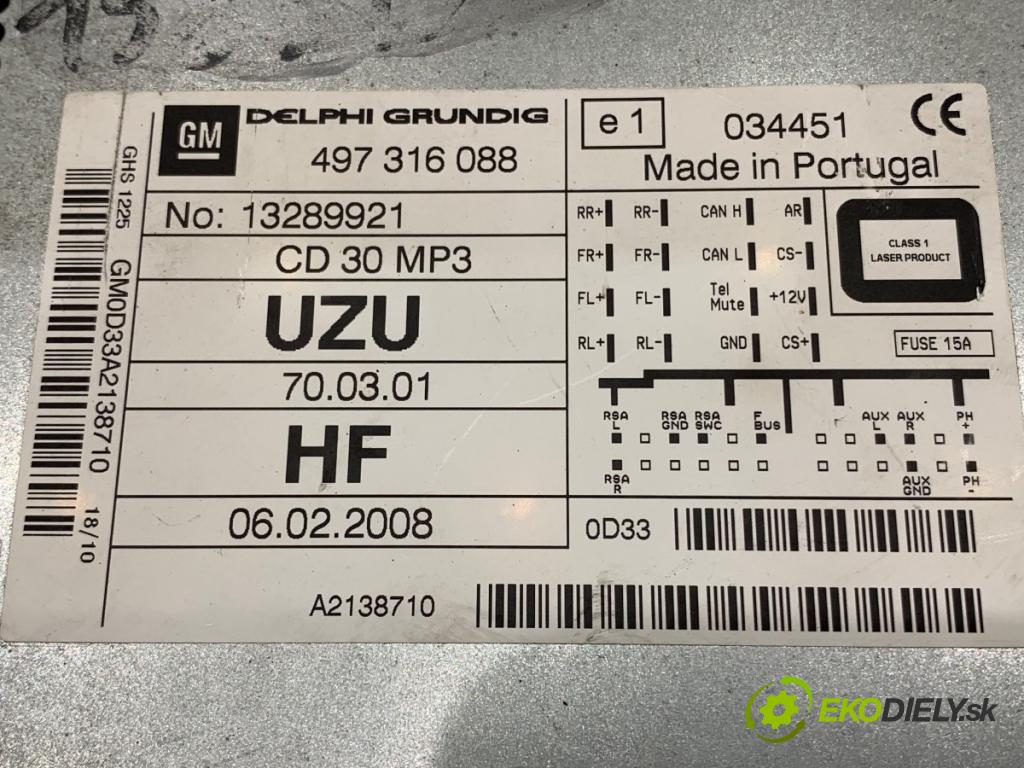 19
GM
DELPHI GRUNDIG
497 316 088
No: 13289921
CD 30 MP3
UZU
70.03.01
HF
06.02.2008
A2138710
GHS 1225
GM0D33A2138710
18/10
e 1
034451
CE
Made in Portugal
RR+ RR- CAN H AR
FR+ FR- CAN L CS-
FL+ FL- Tel Mute +12V
RL+ RL- GND CS+
CLASS 1
LASER PRODUCT
FUSE 15A
RSA L RSA GND RSA SWC F BUS AUX L AUX R PH +
RSA R AUX GND PH -
0D33
EKODIELY.sk